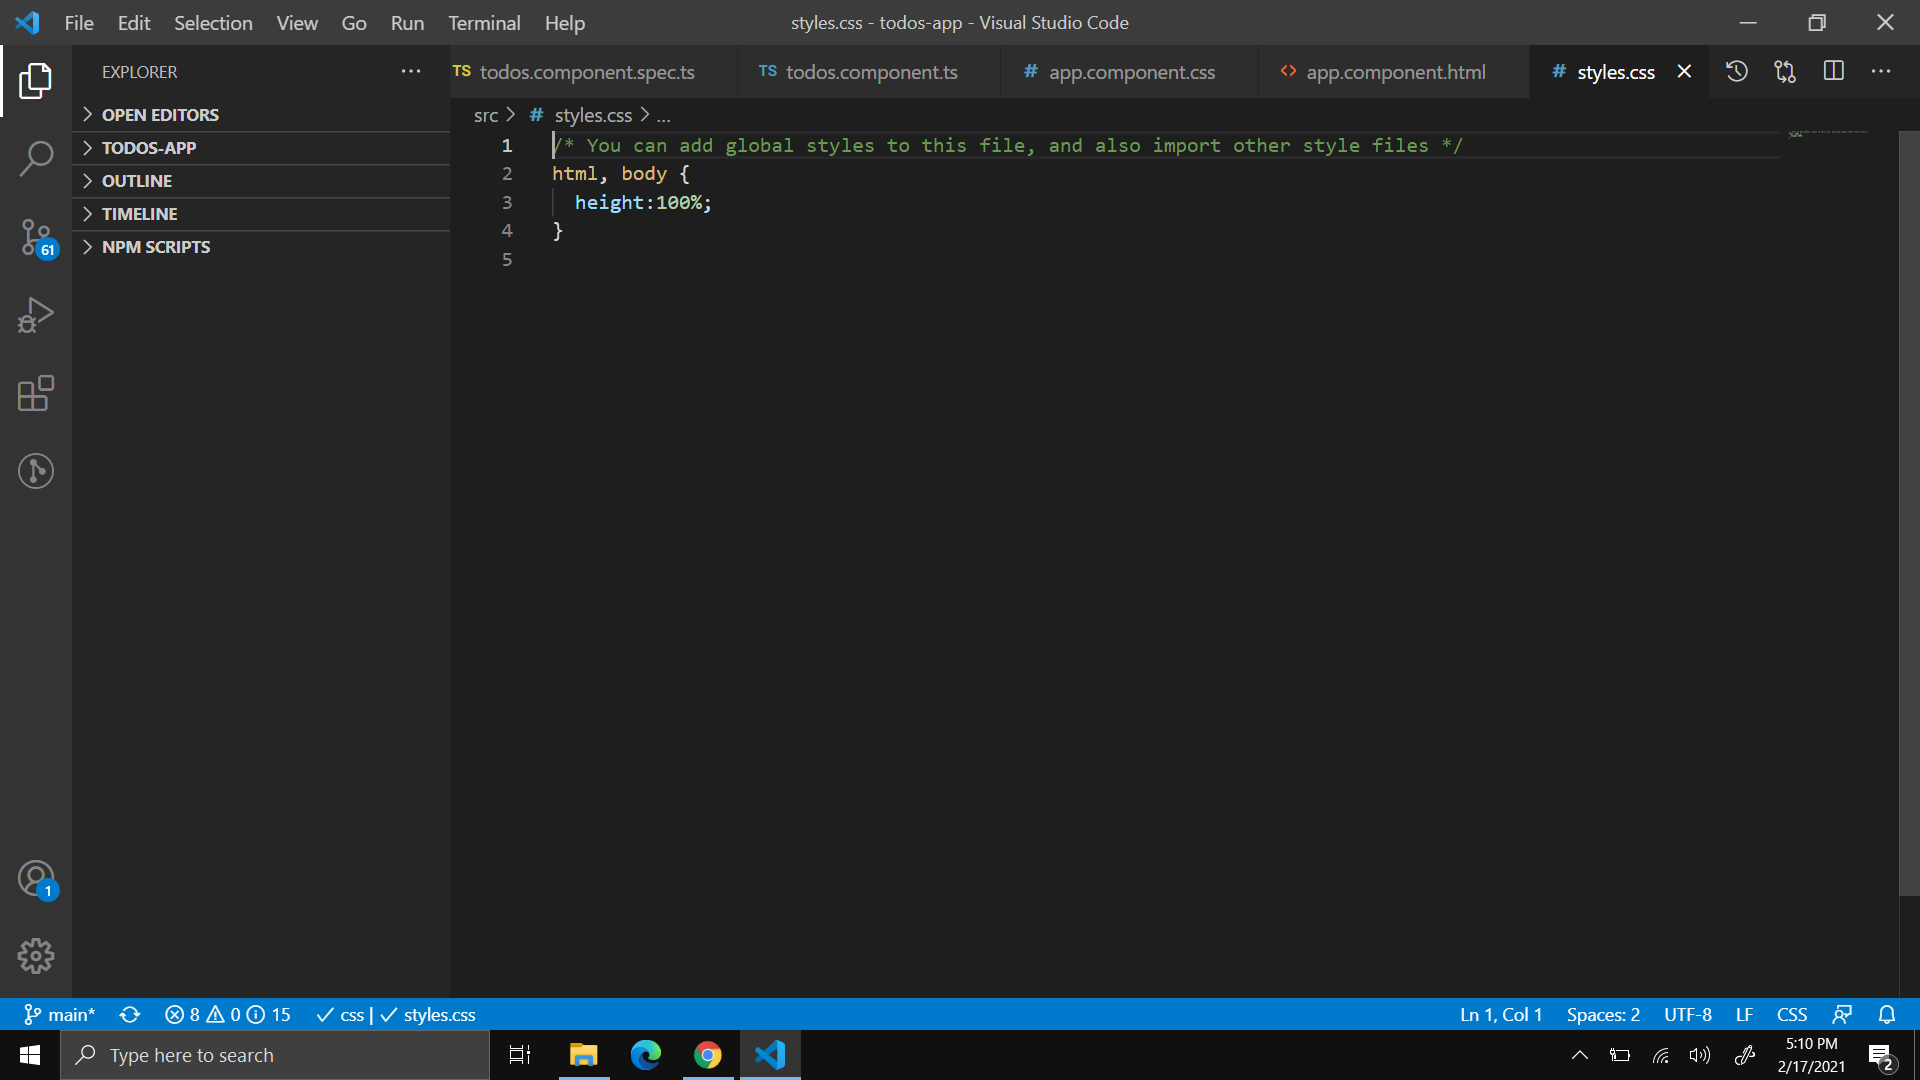 File Edit Selection View Go Run Terminal Help
styles.css - todos-app - Visual Studio Code
EXPLORER
TS todos.component.spec.ts
TS todos.component.ts
# app.component.css
<> app.component.html
# styles.css
OPEN EDITORS
TODOS-APP
OUTLINE
TIMELINE
NPM SCRIPTS
61
1
src > # styles.css > ...
1 /* You can add global styles to this file, and also import other style files */
2 html, body {
3 height:100%;
4 }
5
main* 8 0 15 css | styles.css
Ln 1, Col 1 Spaces: 2 UTF-8 LF CSS
Type here to search
5:10 PM
2/17/2021
2